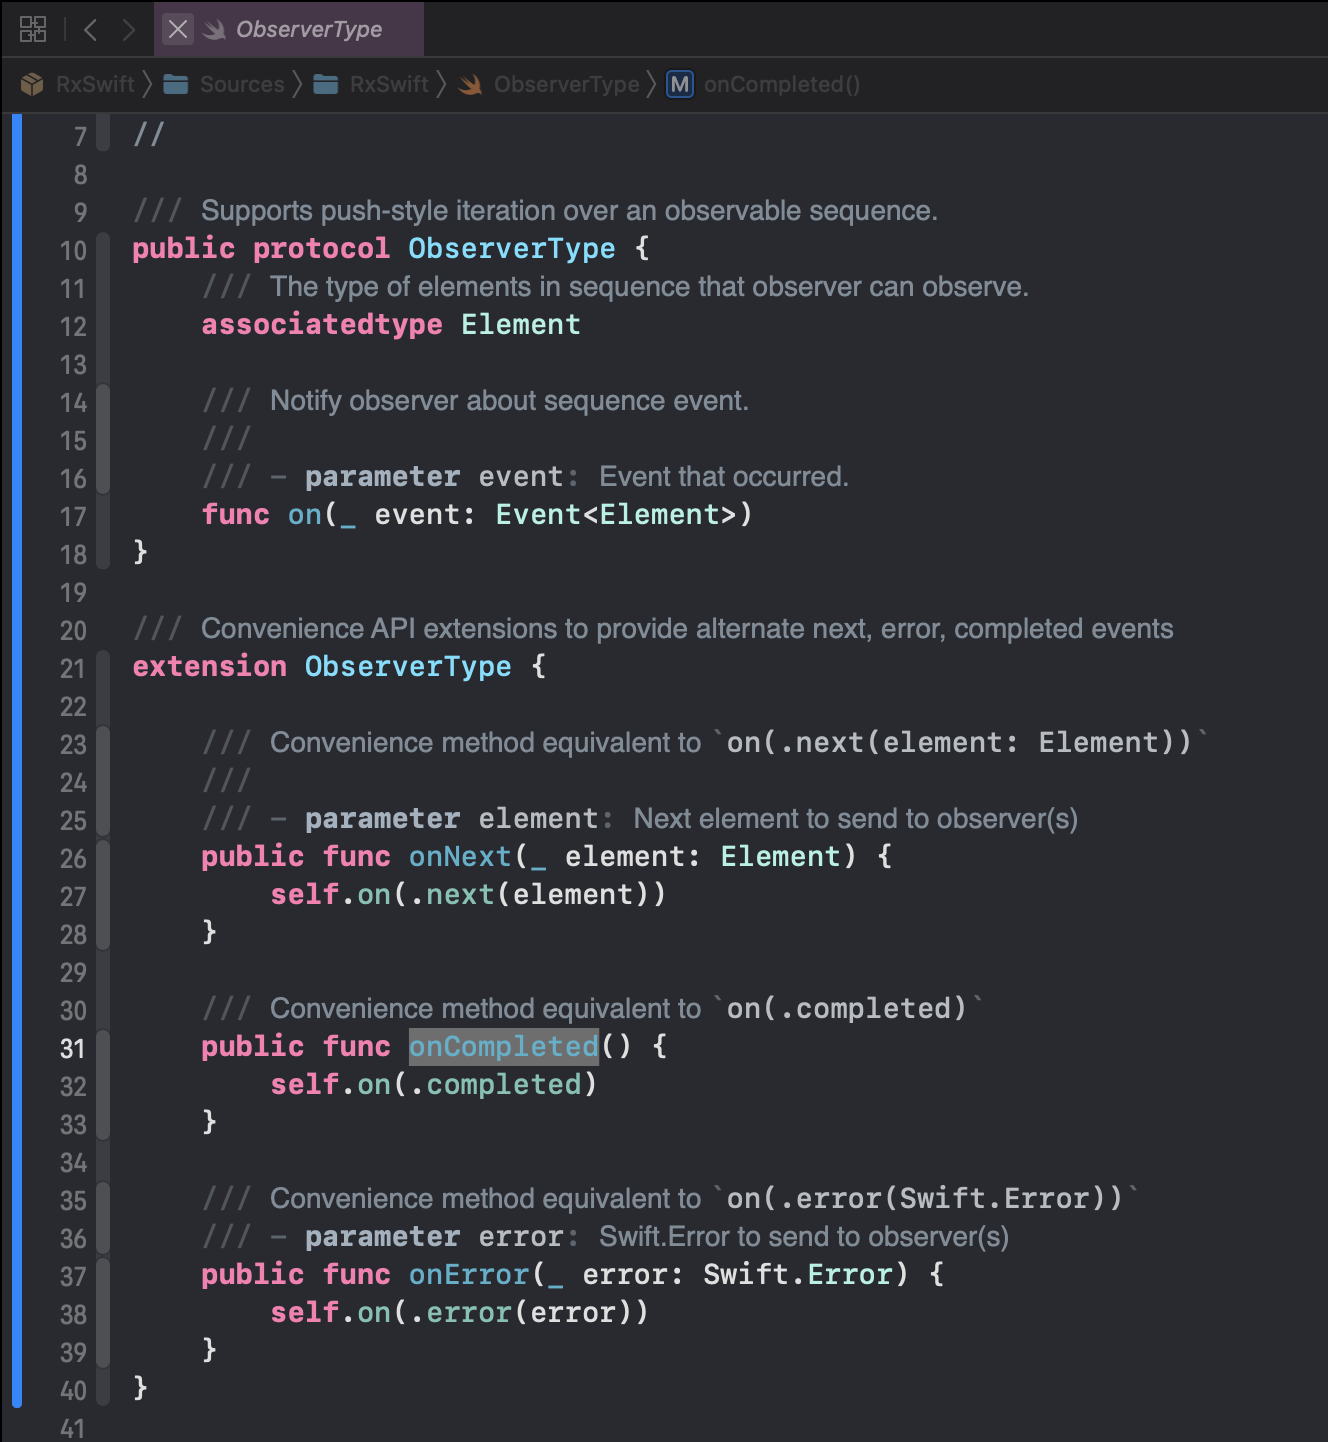 ObserverType
RxSwift Sources RxSwift ObserverType M onCompleted()
7 //
8
9 /// Supports push-style iteration over an observable sequence.
10 public protocol ObserverType {
11 /// The type of elements in sequence that observer can observe.
12 associatedtype Element
13
14 /// Notify observer about sequence event.
15 ///
16 /// - parameter event: Event that occurred.
17 func on(_ event: Event<Element>)
18 }
19
20 /// Convenience API extensions to provide alternate next, error, completed events
21 extension ObserverType {
22
23 /// Convenience method equivalent to `on(.next(element: Element))`
24 ///
25 /// - parameter element: Next element to send to observer(s)
26 public func onNext(_ element: Element) {
27 self.on(.next(element))
28 }
29
30 /// Convenience method equivalent to `on(.completed)`
31 public func onCompleted() {
32 self.on(.completed)
33 }
34
35 /// Convenience method equivalent to `on(.error(Swift.Error))`
36 /// - parameter error: Swift.Error to send to observer(s)
37 public func onError(_ error: Swift.Error) {
38 self.on(.error(error))
39 }
40 }
41